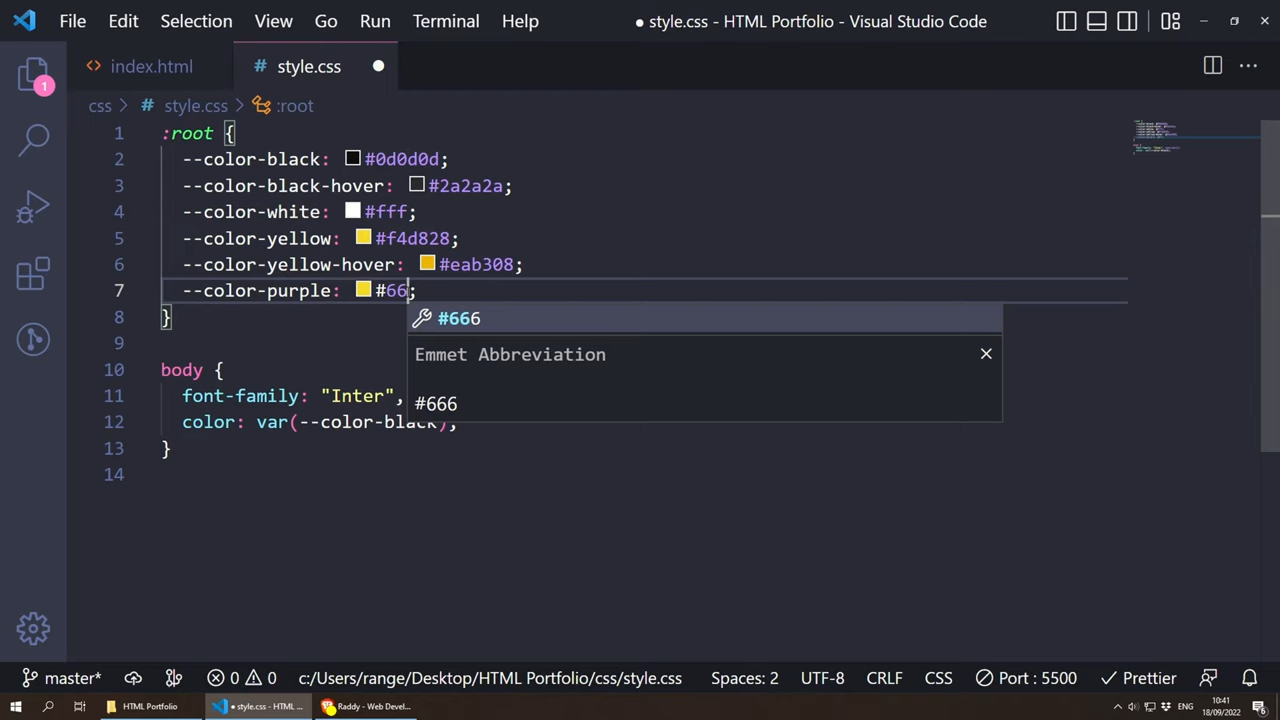 File Edit Selection View Go Run Terminal Help ● style.css - HTML Portfolio - Visual Studio Code
index.html # style.css
1
css > # style.css > :root
1 :root {
2 --color-black: #0d0d0d;
3 --color-black-hover: #2a2a2a;
4 --color-white: #fff;
5 --color-yellow: #f4d828;
6 --color-yellow-hover: #eab308;
7 --color-purple: #66;
8 }
#666
9
Emmet Abbreviation
10 body {
11 font-family: "Inter",
#666
12 color: var(--color-black);
13 }
14
master* 0 0 c:/Users/range/Desktop/HTML Portfolio/css/style.css Spaces: 2 UTF-8 CRLF CSS Port : 5500 Prettier
HTML Portfolio ● style.css - HTML ... Raddy - Web Devel... ENG 10:41
18/09/2022 6